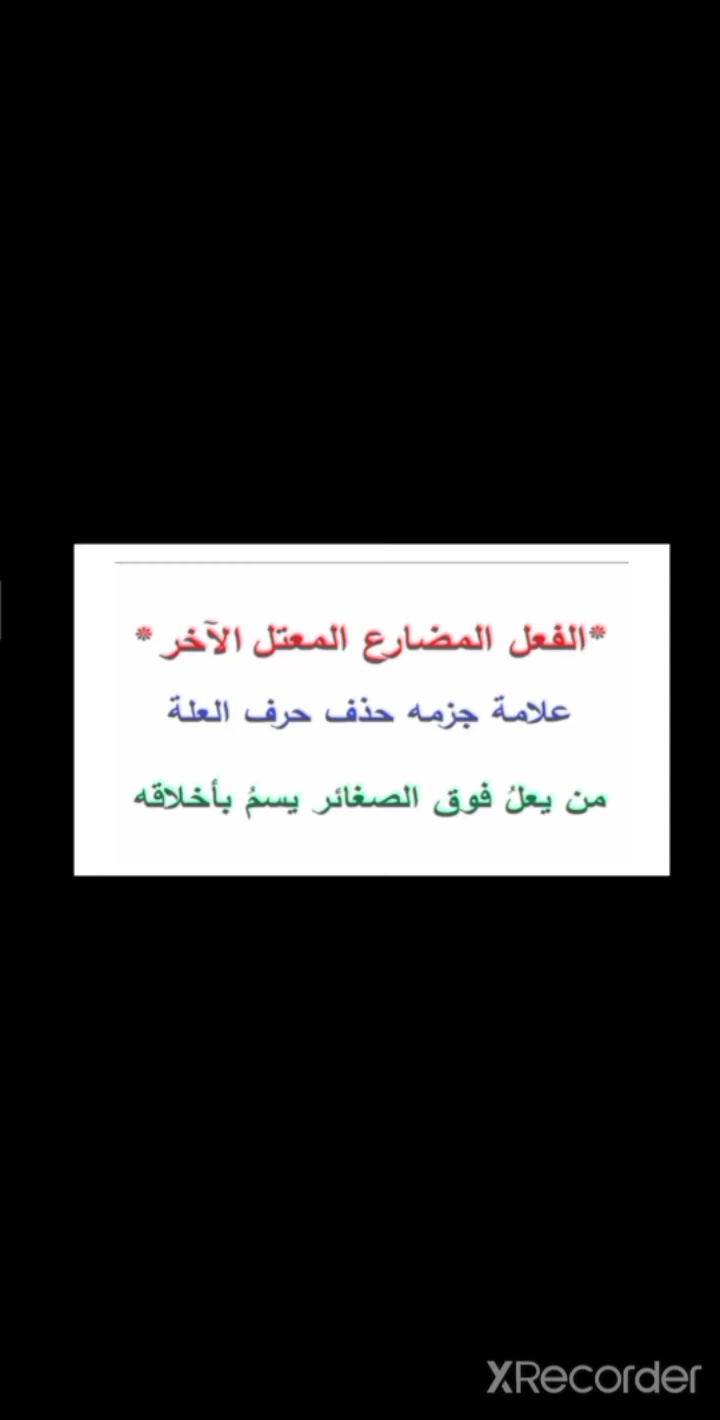 *الفعل المضارع المعتل الآخر *
علامة جزمه حذف حرف العلة
من يعلُ فوق الصغائر يسمُ بأخلاقه
XRecorder